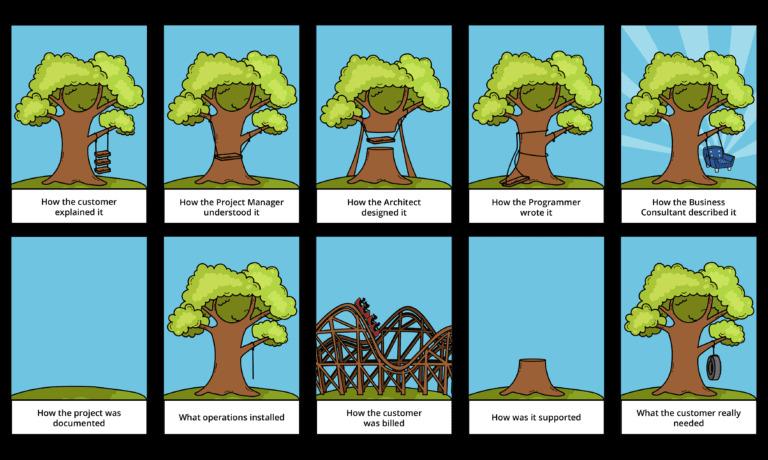 How the customer
explained it
How the Project Manager
understood it
How the Architect
designed it
How the Programmer
wrote it
How the Business
Consultant described it
How the project was
documented
What operations installed
How the customer
was billed
How was it supported
What the customer really
needed